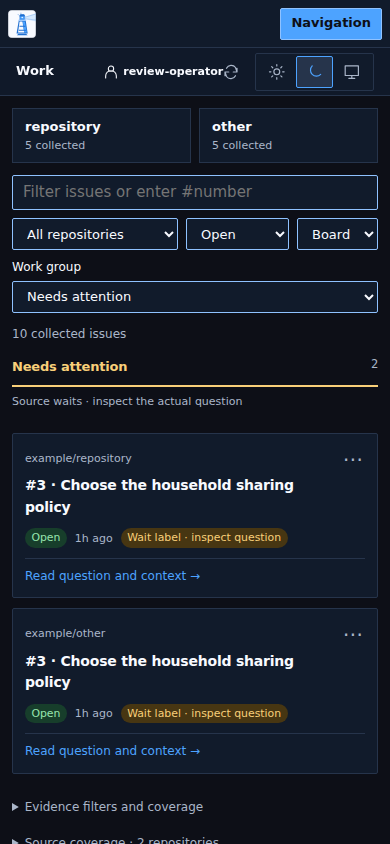 Navigation
Work
review-operator
repository
5 collected
other
5 collected
Filter issues or enter #number
All repositories
Open
Board
Work group
Needs attention
10 collected issues
Needs attention
2
Source waits · inspect the actual question
example/repository
...
#3 · Choose the household sharing
policy
Open
1h ago
Wait label · inspect question
Read question and context →
example/other
...
#3 · Choose the household sharing
policy
Open
1h ago
Wait label · inspect question
Read question and context →
Evidence filters and coverage
Source coverage · 2 repositories